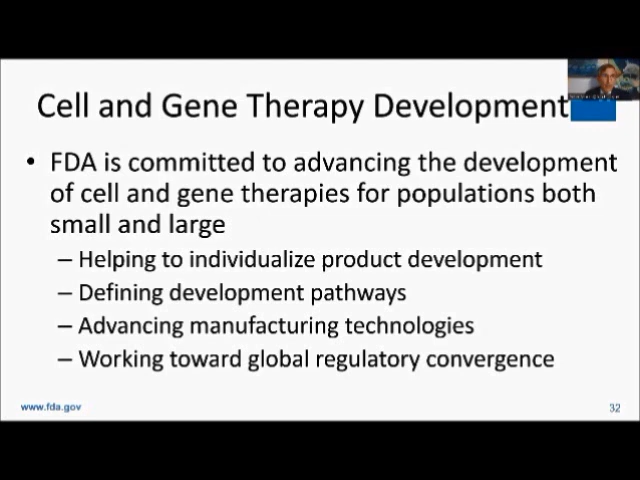 Cell and Gene Therapy Development
• FDA is committed to advancing the development
of cell and gene therapies for populations both
small and large
– Helping to individualize product development
– Defining development pathways
– Advancing manufacturing technologies
– Working toward global regulatory convergence
www.fda.gov
32